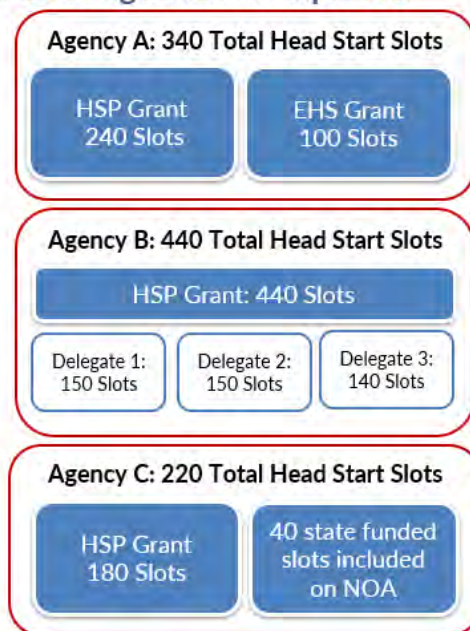 Agency A: 340 Total Head Start Slots
HSP Grant
240 Slots
EHS Grant
100 Slots
Agency B: 440 Total Head Start Slots
HSP Grant: 440 Slots
Delegate 1:
150 Slots
Delegate 2:
150 Slots
Delegate 3:
140 Slots
Agency C: 220 Total Head Start Slots
HSP Grant
180 Slots
40 state funded
slots included
on NOA